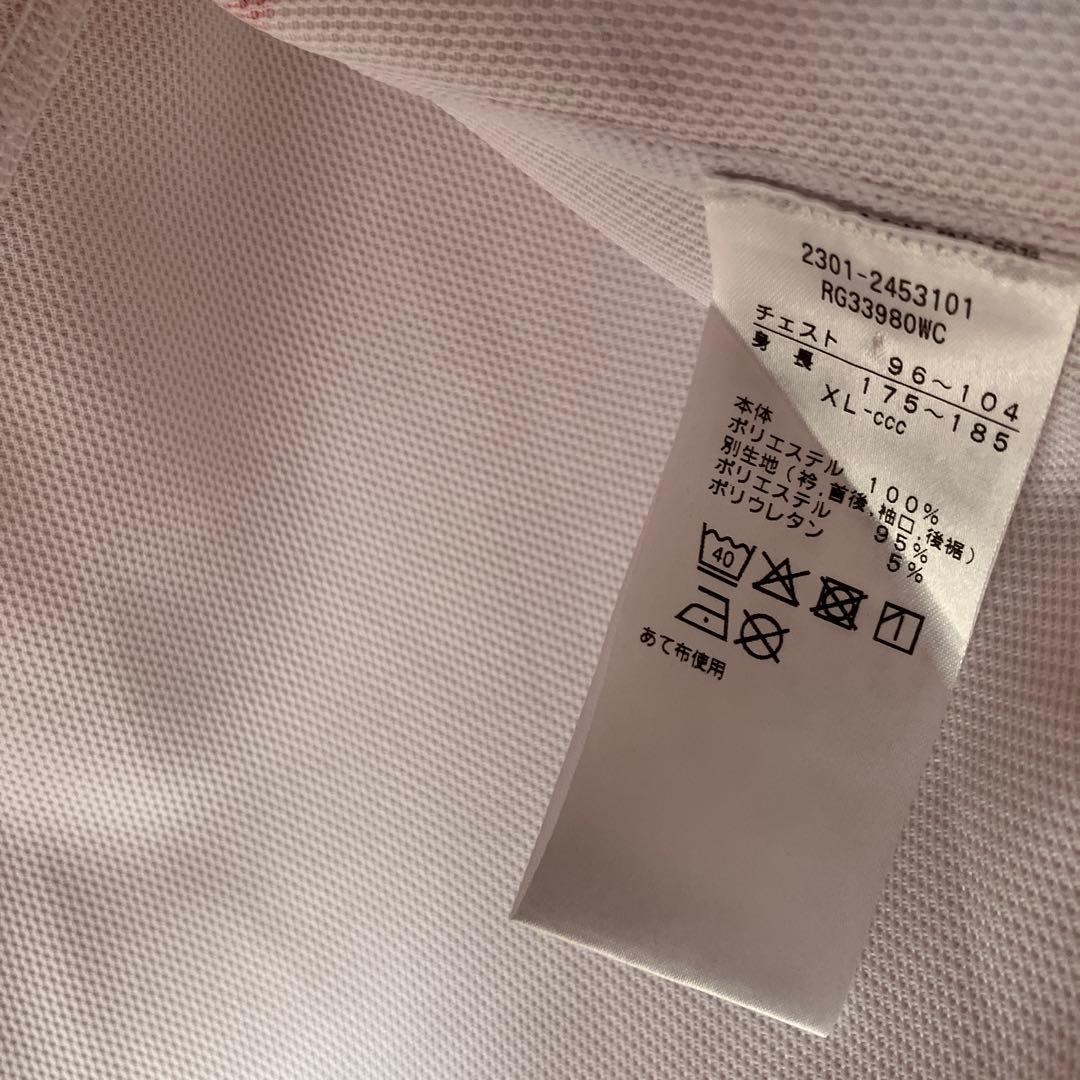 2301-2453101
RG33980WC
チェスト 96～104
身長 175～185
XL-ccc
本体
ポリエステル 100%
別生地(衿,首後,袖口,後裾)
ポリエステル 95%
ポリウレタン 5%
40
あて布使用